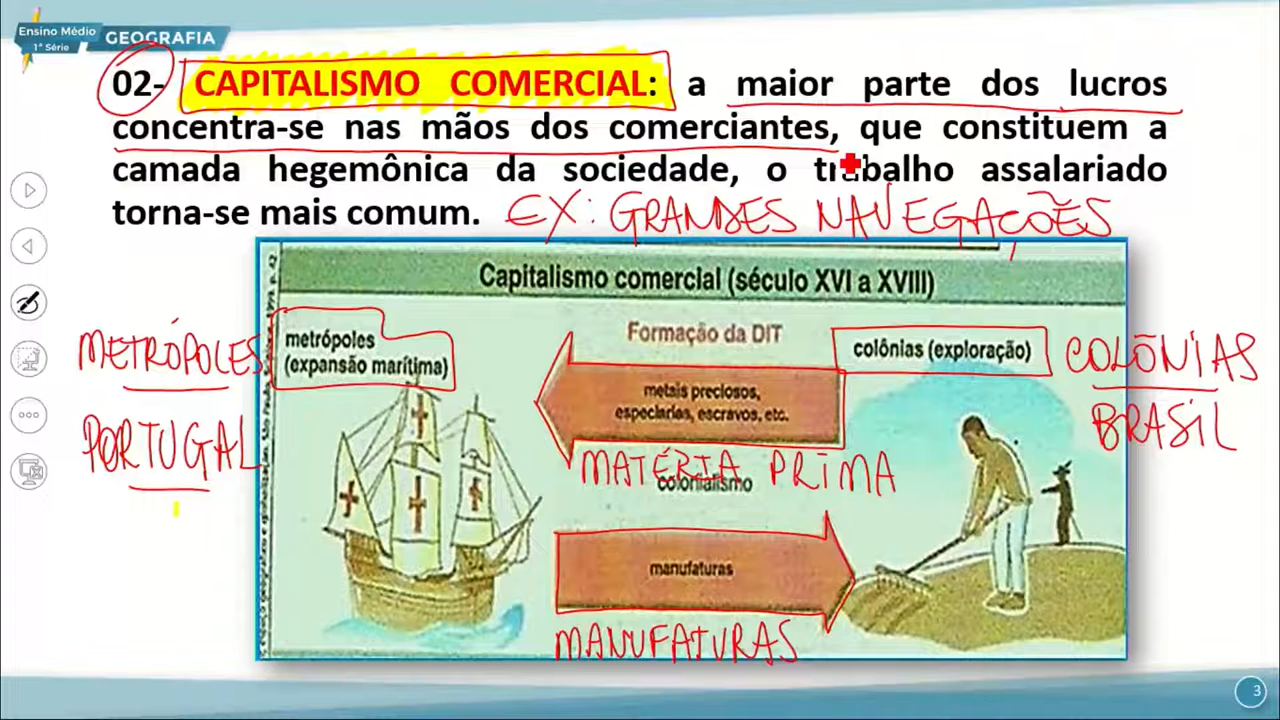 Ensino Médio
1ª Série
GEOGRAFIA
02- CAPITALISMO COMERCIAL: a maior parte dos lucros
concentra-se nas mãos dos comerciantes, que constituem a
camada hegemônica da sociedade, o trabalho assalariado
torna-se mais comum. EX: GRANDES NAVEGAÇÕES
Capitalismo comercial (século XVI a XVIII)
Formação da DIT
metrópoles
(expansão marítima)
colônias (exploração)
METRÓPOLES
COLÔNIAS
metais preciosos,
especiarias, escravos, etc.
PORTUGAL
BRASIL
MATÉRIA PRIMA
colonialismo
manufaturas
MANUFATURAS
3